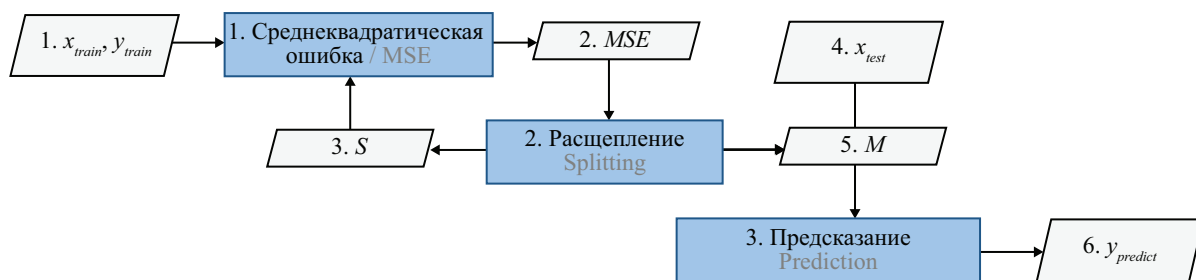 1. x_train, y_train
1. Среднеквадратическая
ошибка / MSE
2. MSE
4. x_test
3. S
2. Расщепление
Splitting
5. M
3. Предсказание
Prediction
6. y_predict